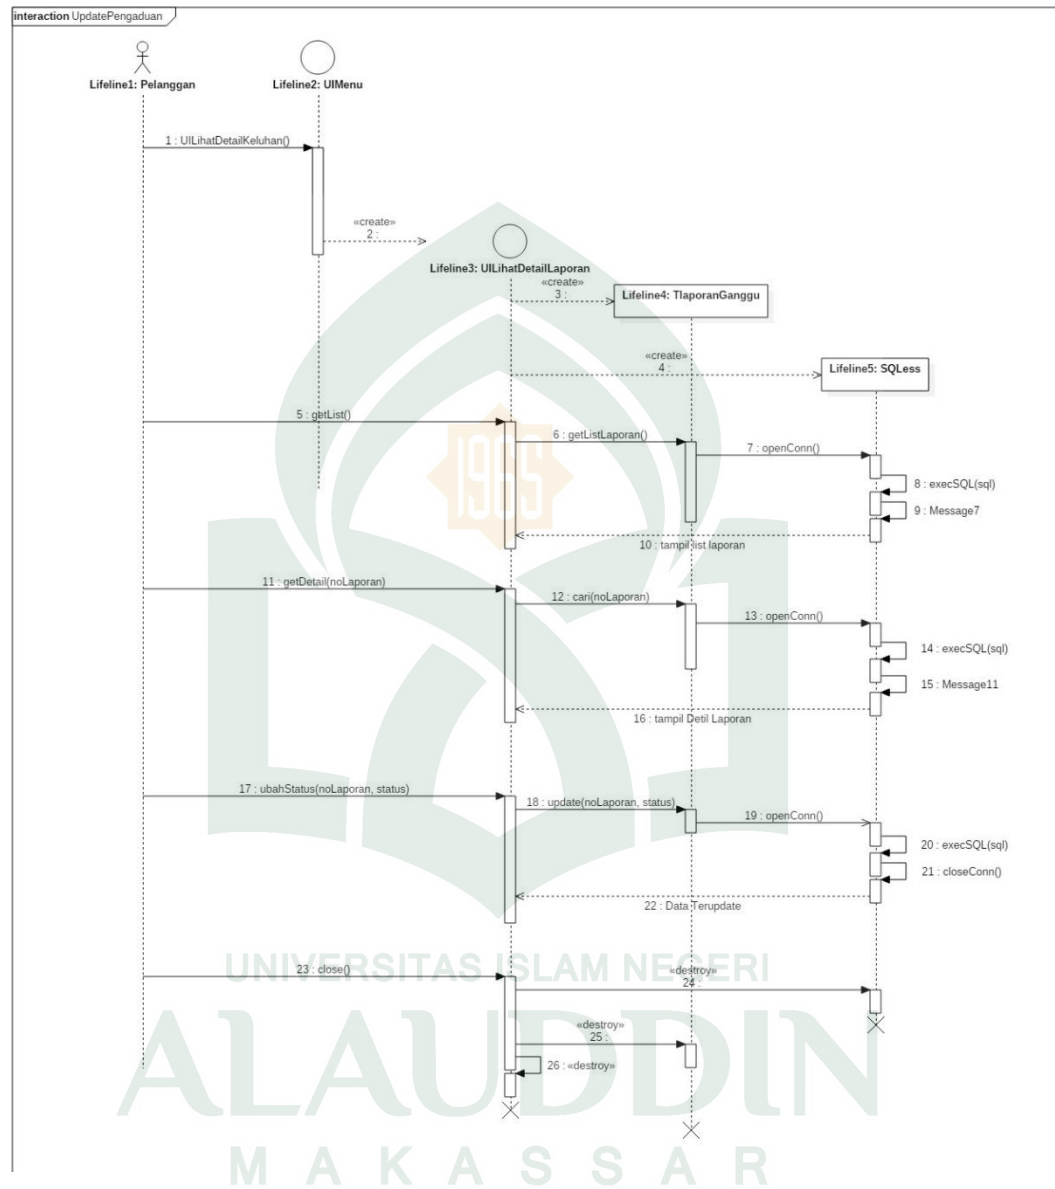 interaction UpdatePengaduan
Lifeline1: Pelanggan
Lifeline2: UIMenu
1 : UILihatDetailKeluhan()
«create»
2 :
Lifeline3: UILihatDetailLaporan
«create»
3 :
Lifeline4: TlaporanGanggu
«create»
4 :
Lifeline5: SQLess
5 : getList()
6 : getListLaporan()
7 : openConn()
8 : execSQL(sql)
9 : Message7
10 : tampil list laporan
1965
11 : getDetail(noLaporan)
12 : cari(noLaporan)
13 : openConn()
14 : execSQL(sql)
15 : Message11
16 : tampil Detil Laporan
17 : ubahStatus(noLaporan, status)
18 : update(noLaporan, status)
19 : openConn()
20 : execSQL(sql)
21 : closeConn()
22 : Data Terupdate
UNIVERSITAS ISLAM NEGERI
23 : close()
«destroy»
24 :
«destroy»
25 :
26 : «destroy»
ALAUDDIN
MAKASSAR